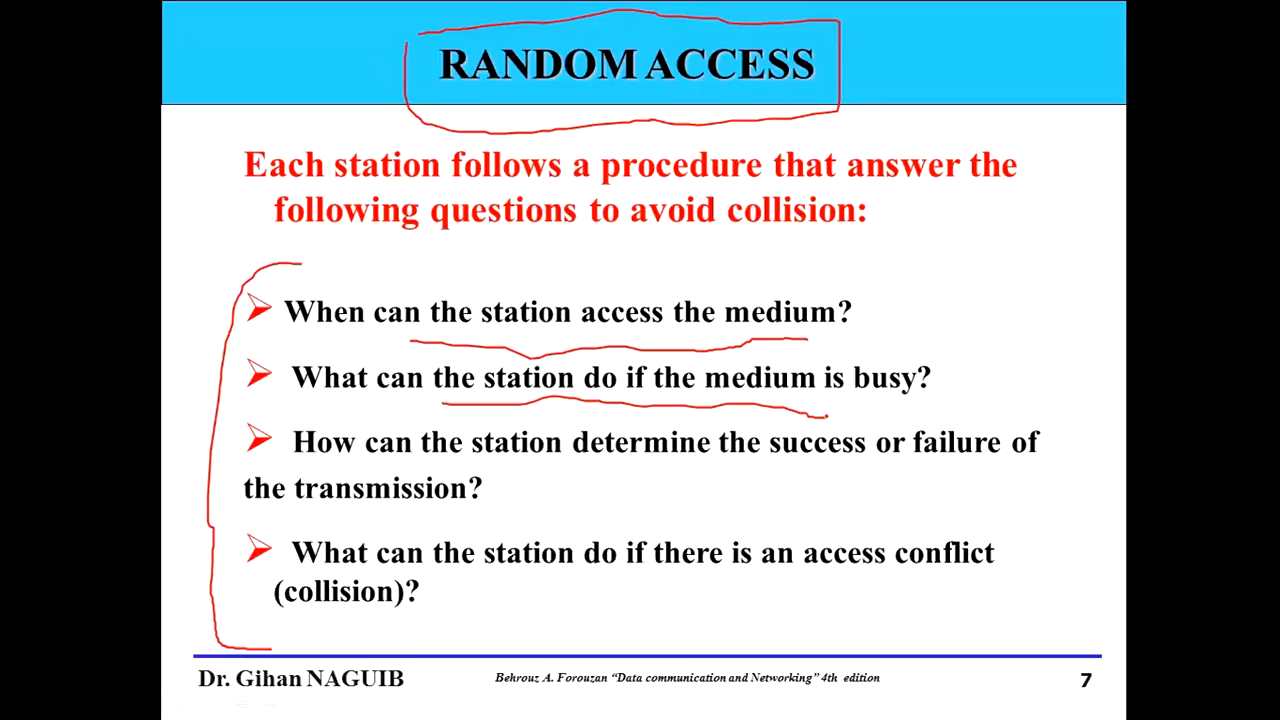 RANDOM ACCESS
Each station follows a procedure that answer the
following questions to avoid collision:
When can the station access the medium?
What can the station do if the medium is busy?
How can the station determine the success or failure of
the transmission?
What can the station do if there is an access conflict
(collision)?
Dr. Gihan NAGUIB
Behrouz A. Forouzan “Data communication and Networking” 4th edition
7